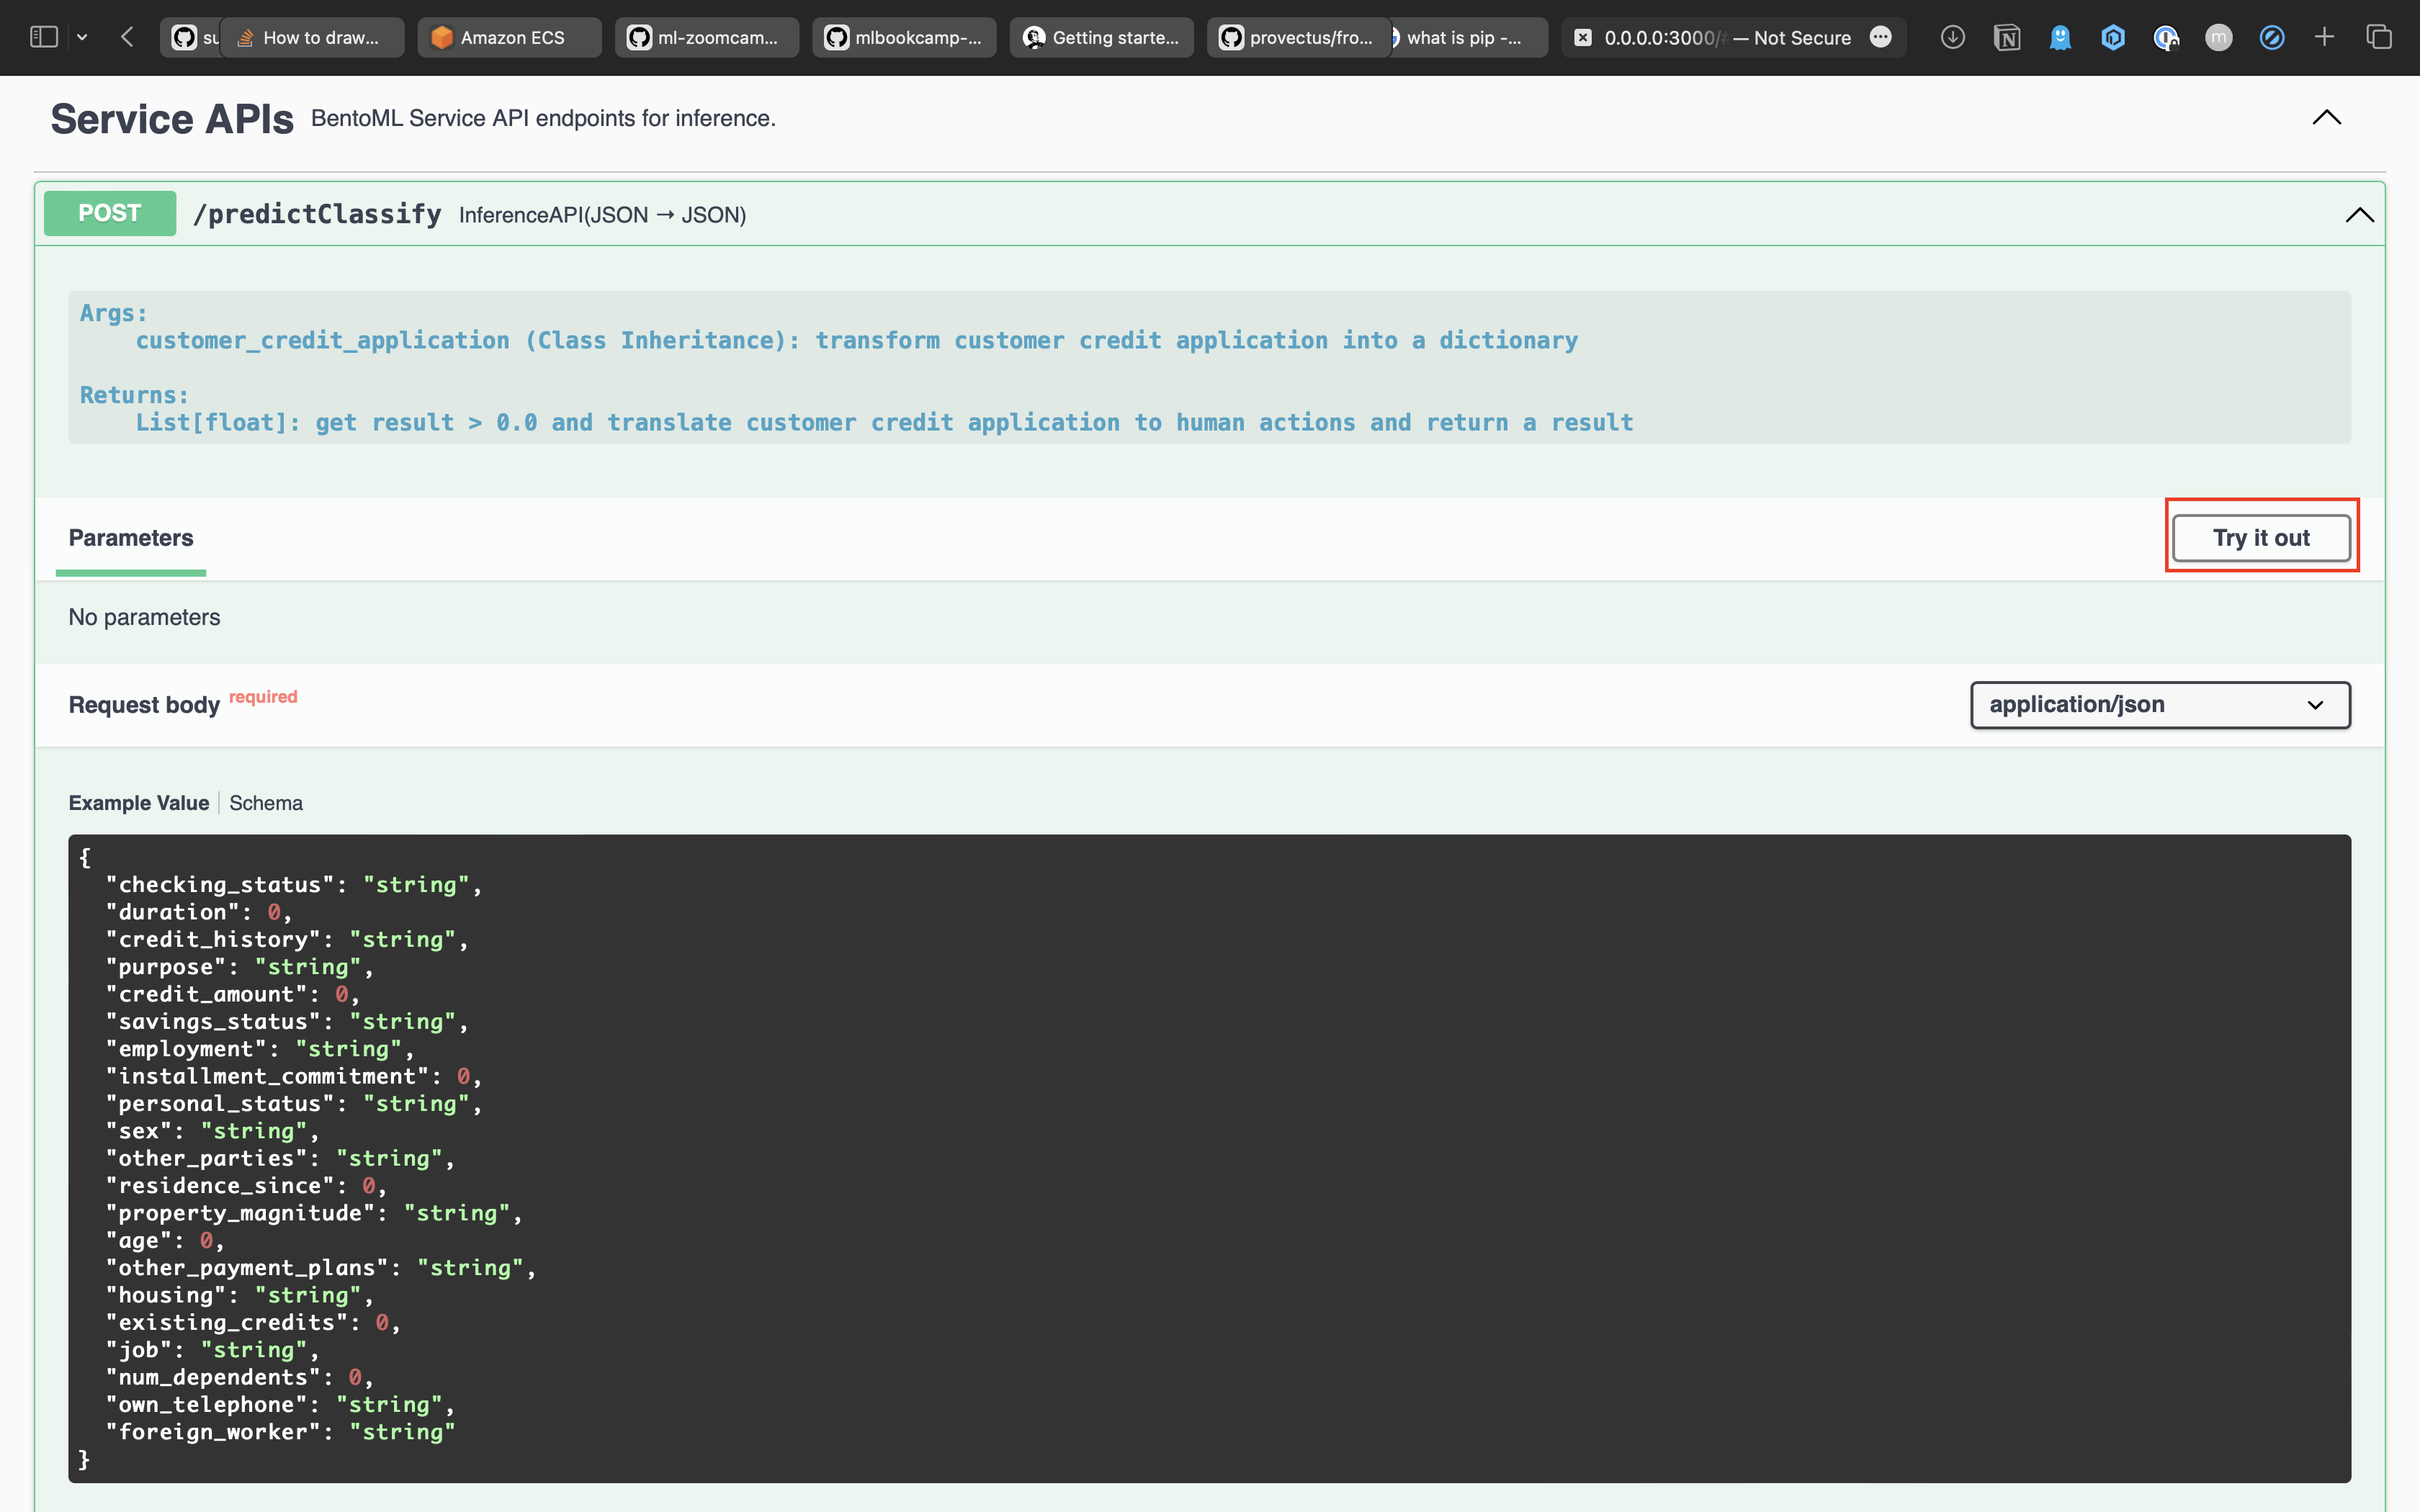 su
How to draw...
Amazon ECS
ml-zoomcam...
mlbookcamp-...
Getting starte...
provectus/fro...
what is pip -...
0.0.0.0:3000/# — Not Secure
m
Service APIs BentoML Service API endpoints for inference.
POST /predictClassify InferenceAPI(JSON → JSON)
Args:
customer_credit_application (Class Inheritance): transform customer credit application into a dictionary
Returns:
List[float]: get result > 0.0 and translate customer credit application to human actions and return a result
Parameters
Try it out
No parameters
Request body required
application/json
Example Value Schema
{
"checking_status": "string",
"duration": 0,
"credit_history": "string",
"purpose": "string",
"credit_amount": 0,
"savings_status": "string",
"employment": "string",
"installment_commitment": 0,
"personal_status": "string",
"sex": "string",
"other_parties": "string",
"residence_since": 0,
"property_magnitude": "string",
"age": 0,
"other_payment_plans": "string",
"housing": "string",
"existing_credits": 0,
"job": "string",
"num_dependents": 0,
"own_telephone": "string",
"foreign_worker": "string"
}